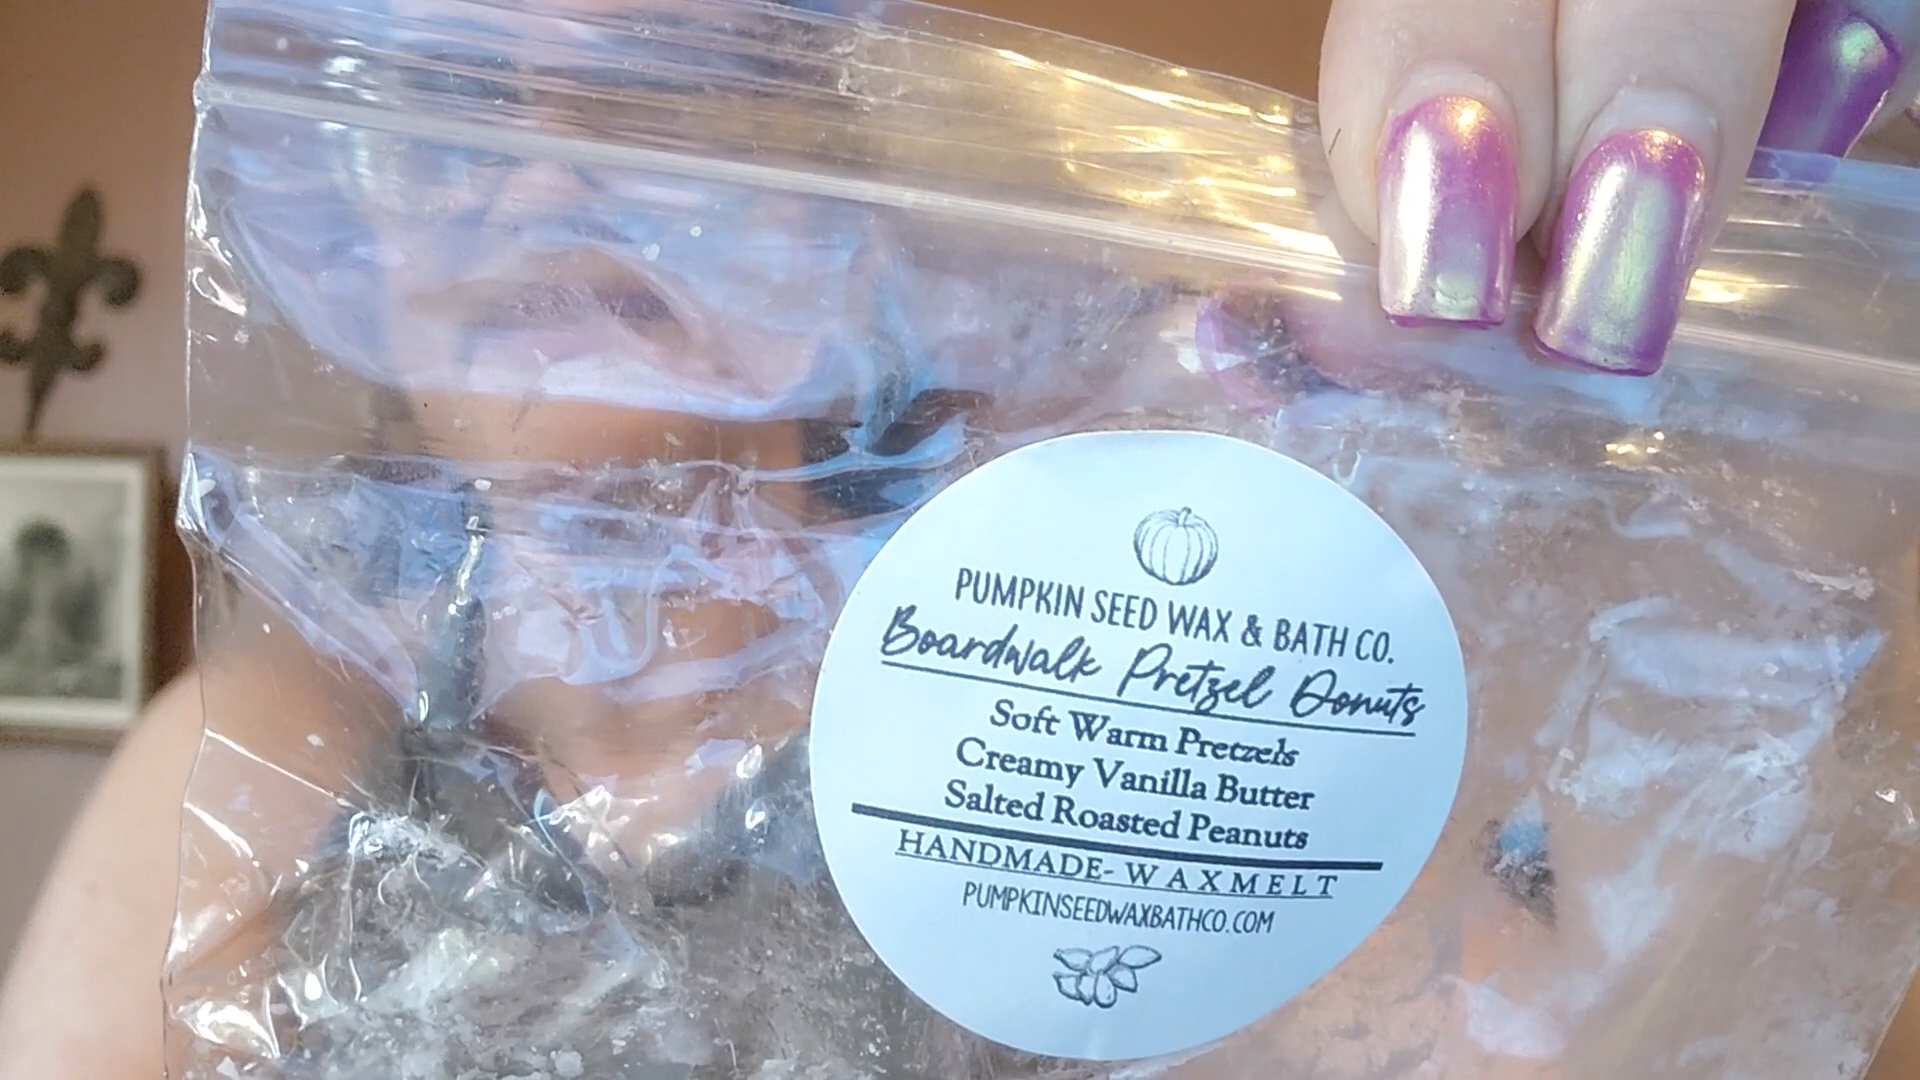 PUMPKIN SEED WAX & BATH CO.
Boardwalk Pretzel Donuts
Soft Warm Pretzels
Creamy Vanilla Butter
Salted Roasted Peanuts
HANDMADE- W A X M E L T
PUMPKINSEEDWAXBATHCO.COM